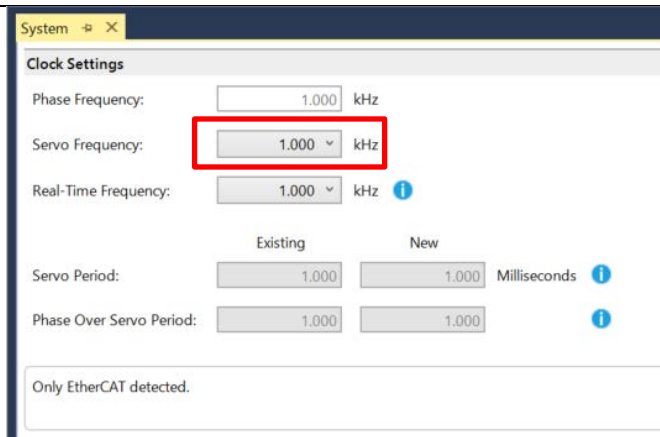 System
Clock Settings
Phase Frequency: 1.000 kHz
Servo Frequency: 1.000 kHz
Real-Time Frequency: 1.000 kHz
Existing New
Servo Period: 1.000 1.000 Milliseconds
Phase Over Servo Period: 1.000 1.000
Only EtherCAT detected.